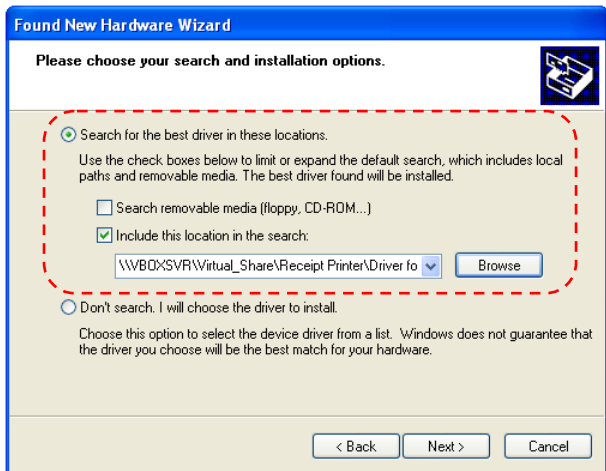 Found New Hardware Wizard
Please choose your search and installation options.
Search for the best driver in these locations.
Use the check boxes below to limit or expand the default search, which includes local
paths and removable media. The best driver found will be installed.
Search removable media (floppy, CD-ROM...)
Include this location in the search:
\\VBOXSVR\Virtual_Share\Receipt Printer\Driver fo
Browse
Don't search. I will choose the driver to install.
Choose this option to select the device driver from a list. Windows does not guarantee that
the driver you choose will be the best match for your hardware.
< Back Next > Cancel